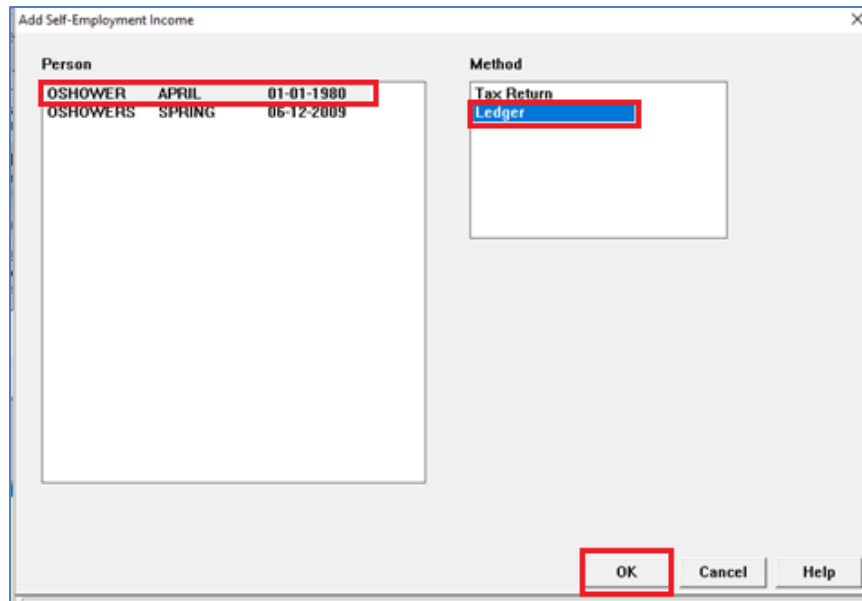 Add Self-Employment Income
Person
Method
OSHOWER APRIL 01-01-1980
OSHOWERS SPRING 06-12-2009
Tax Return
Ledger
OK Cancel Help